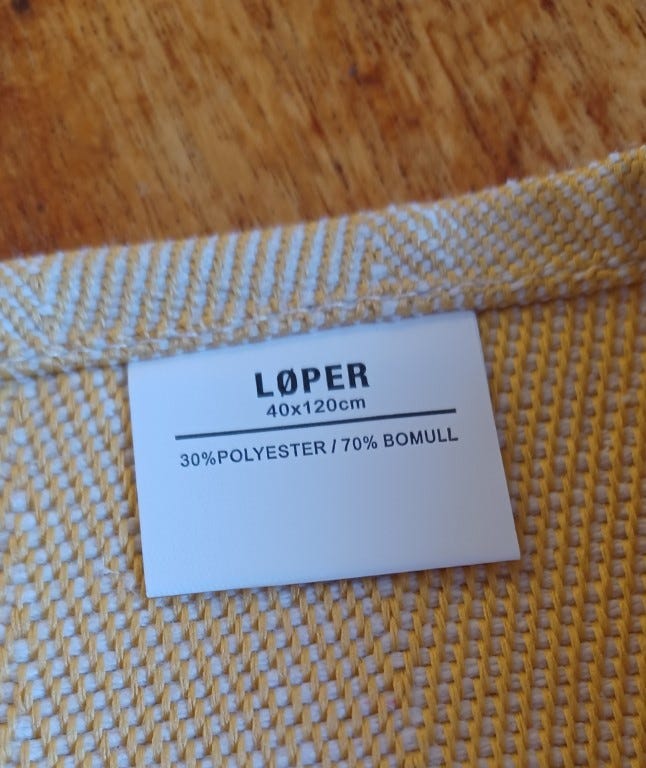 LØPER
40x120cm
30%POLYESTER / 70% BOMULL